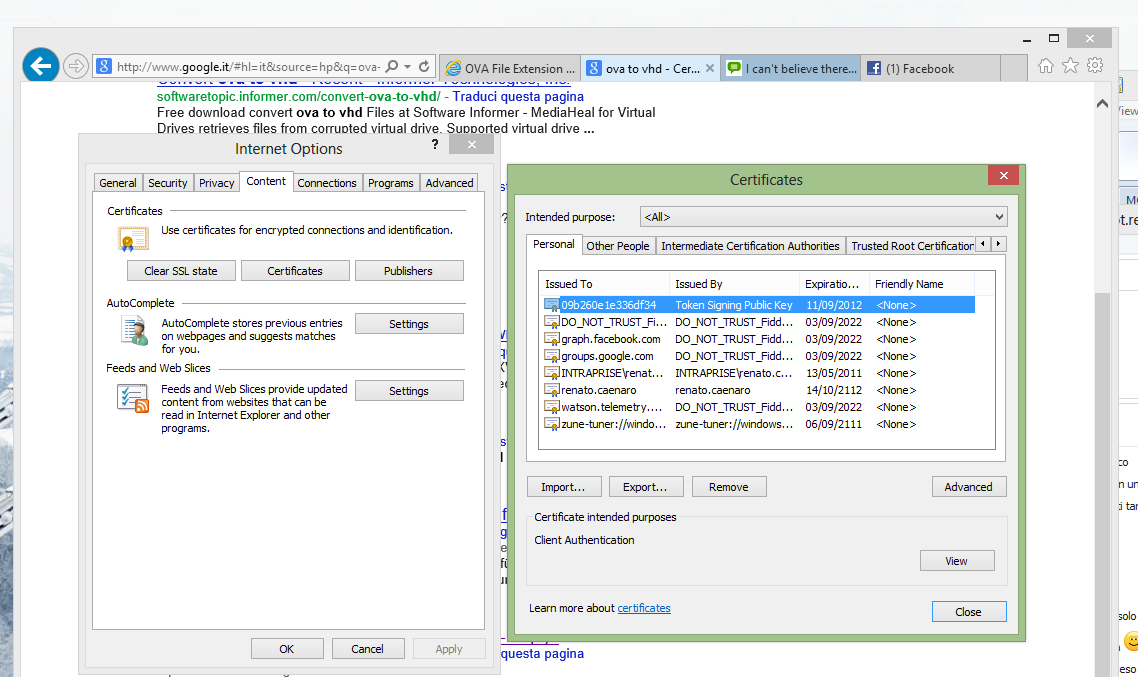 http://www.google.it/#hl=it&source=hp&q=ova-
OVA File Extension ...
ova to vhd - Cer...
I can't believe there...
(1) Facebook
softwaretopic.informer.com/convert-ova-to-vhd/ - Traduci questa pagina
Free download convert ova to vhd Files at Software Informer - MediaHeal for Virtual
Drives retrieves files from corrupted virtual drive. Supported virtual drive ...
Internet Options
?
General
Security
Privacy
Content
Connections
Programs
Advanced
Certificates
Use certificates for encrypted connections and identification.
Clear SSL state
Certificates
Publishers
AutoComplete
AutoComplete stores previous entries
on webpages and suggests matches
for you.
Settings
Feeds and Web Slices
Feeds and Web Slices provide updated
content from websites that can be
read in Internet Explorer and other
programs.
Settings
OK
Cancel
Apply
Certificates
Intended purpose:
<All>
Personal
Other People
Intermediate Certification Authorities
Trusted Root Certification
Issued To
Issued By
Expiratio...
Friendly Name
09b260e1e336df34 Token Signing Public Key 11/09/2012 <None>
DO_NOT_TRUST_Fi... DO_NOT_TRUST_Fidd... 03/09/2022 <None>
graph.facebook.com DO_NOT_TRUST_Fidd... 03/09/2022 <None>
groups.google.com DO_NOT_TRUST_Fidd... 03/09/2022 <None>
INTRAPRISE\renat... INTRAPRISE\renato.c... 13/05/2011 <None>
renato.caenaro renato.caenaro 14/10/2112 <None>
watson.telemetry.... DO_NOT_TRUST_Fidd... 03/09/2022 <None>
zune-tuner://windo... zune-tuner://windows... 06/09/2111 <None>
Import...
Export...
Remove
Advanced
Certificate intended purposes
Client Authentication
View
Learn more about certificates
Close
questa pagina
solo